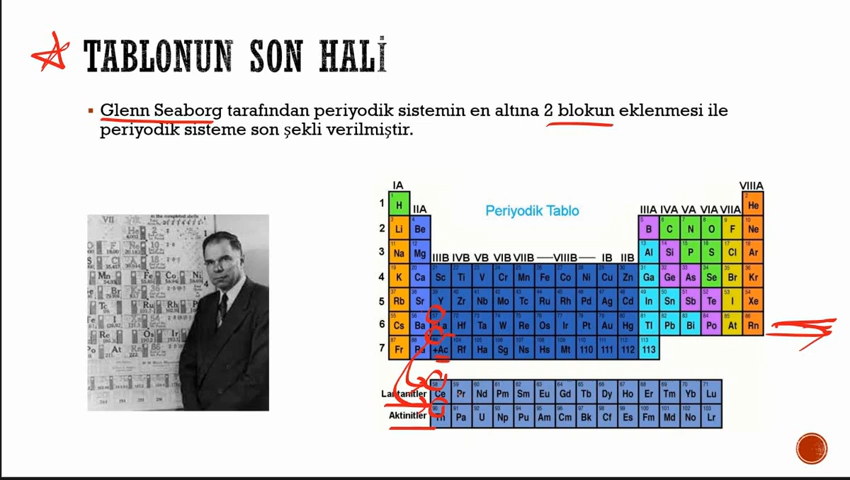 TABLONUN SON HALİ
Glenn Seaborg tarafından periyodik sistemin en altına 2 blokun eklenmesi ile
periyodik sisteme son şekli verilmiştir.
IA VIIIA
1 H Periyodik Tablo He
IIA IIIA IVA VA VIA VIIA
2 Li Be B C N O F Ne
3 Na Mg Al Si P S Cl Ar
IIIB IVB VB VIB VIIB VIIIB IB IIB
4 K Ca Sc Ti V Cr Mn Fe Co Ni Cu Zn Ga Ge As Se Br Kr
5 Rb Sr Y Zr Nb Mo Tc Ru Rh Pd Ag Cd In Sn Sb Te I Xe
6 Cs Ba Hf Ta W Re Os Ir Pt Au Hg Tl Pb Bi Po At Rn
7 Fr +Ac Rf Ha Sg Ns Hs Mt 110 111 112 113
Lantanitler Ce Pr Nd Pm Sm Eu Gd Tb Dy Ho Er Tm Yb Lu
Aktinitler Th Pa U Np Pu Am Cm Bk Cf Es Fm Md No Lr